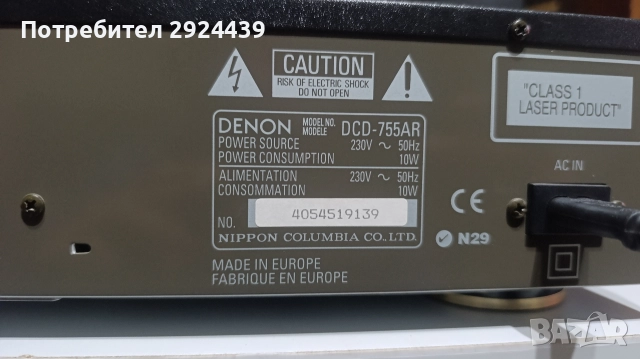 Потребител 2924439
CAUTION
RISK OF ELECTRIC SHOCK
DO NOT OPEN
"CLASS 1
LASER PRODUCT"
DENON MODEL NO. MODÈLE DCD-755AR
POWER SOURCE 230V ~ 50Hz
POWER CONSUMPTION 10W
ALIMENTATION 230V ~ 50Hz
CONSOMMATION 10W
NO. 4054519139
NIPPON COLUMBIA CO., LTD.
AC IN
CE
N29
MADE IN EUROPE
FABRIQUE EN EUROPE
bazar